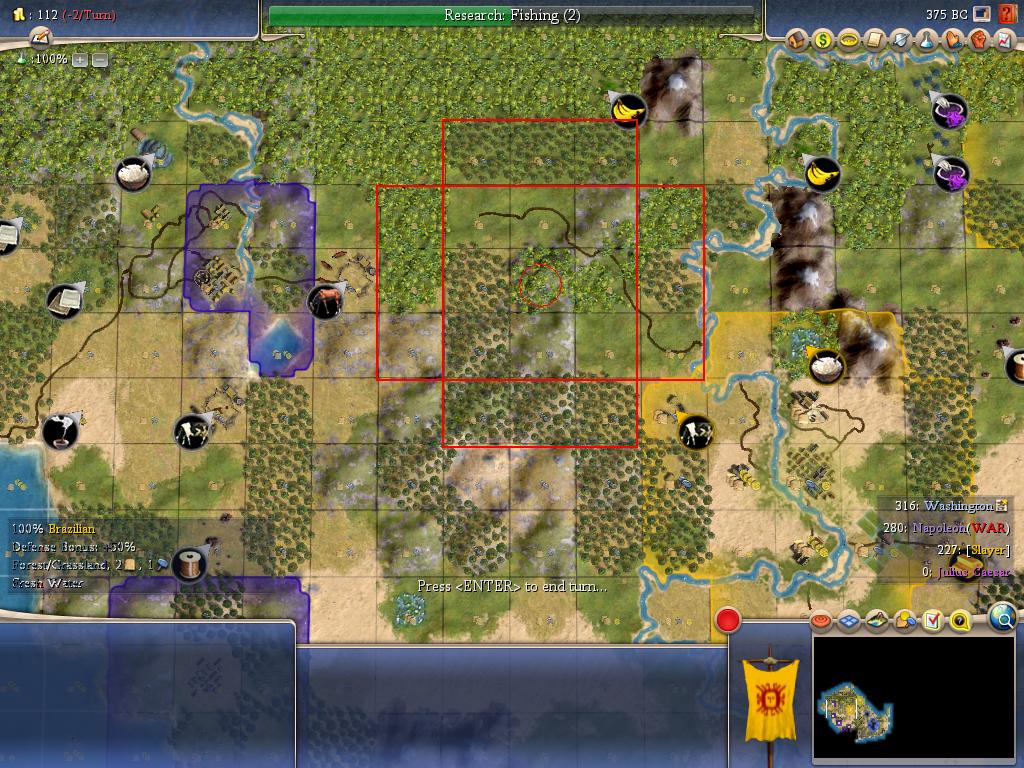 : 112 (-2/Turn)
Research: Fishing (2)
375 BC
:100%
316: Washington
280: Napoleon(WAR)
227: [Slayer]
0: Julius Caesar
100% Brazilian
Defense Bonus: +50%
Forest/Grassland, 2, 1
Fresh Water
Press <ENTER> to end turn...